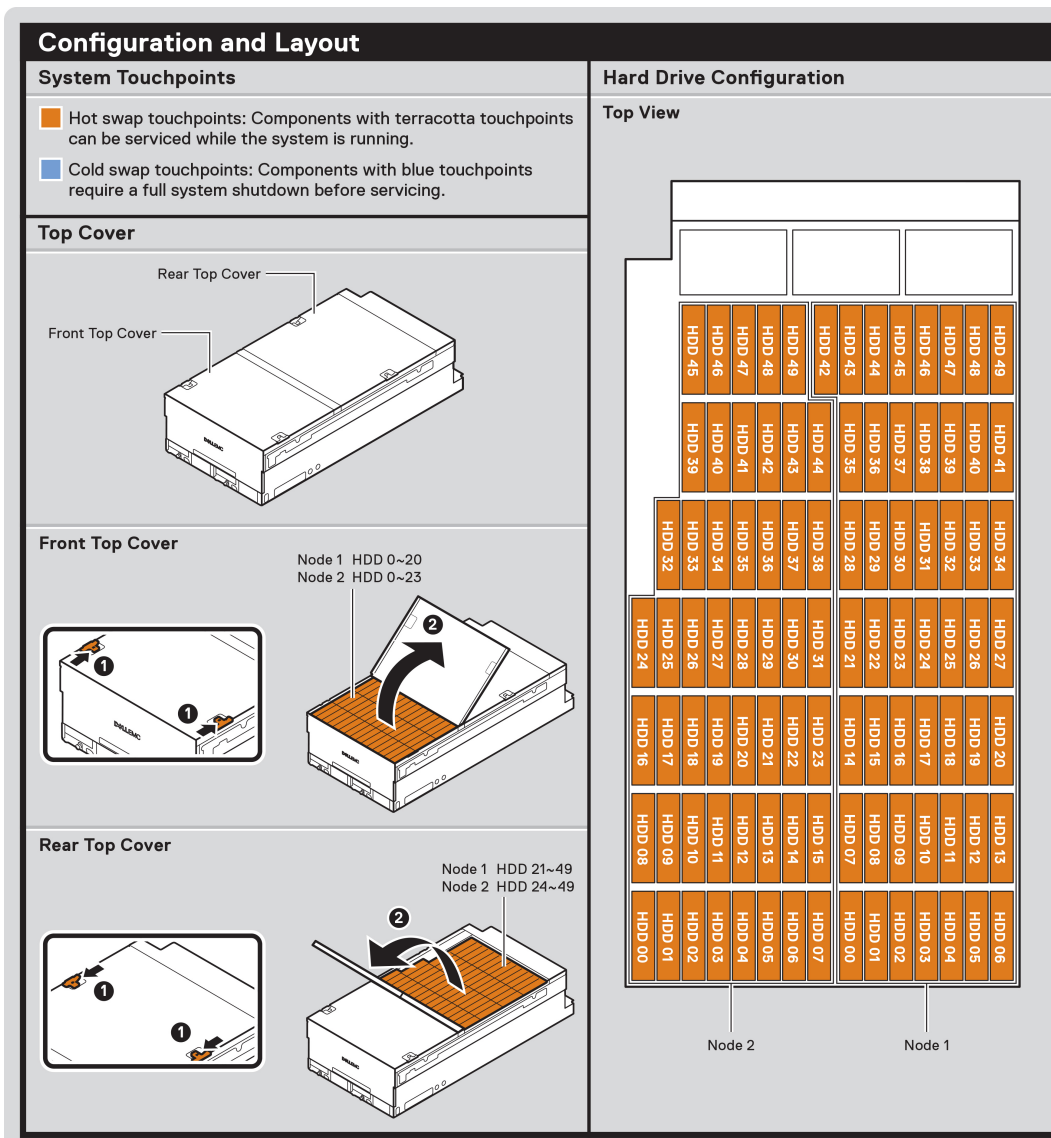 Configuration and Layout
System Touchpoints
Hot swap touchpoints: Components with terracotta touchpoints
can be serviced while the system is running.
Cold swap touchpoints: Components with blue touchpoints
require a full system shutdown before servicing.
Top Cover
Rear Top Cover
Front Top Cover
DELLEMC
Front Top Cover
Node 1 HDD 0~20
Node 2 HDD 0~23
2
1
1
DELLEMC
DELLEMC
Rear Top Cover
Node 1 HDD 21~49
Node 2 HDD 24~49
2
1
1
DELLEMC
Hard Drive Configuration
Top View
HDD 45 HDD 46 HDD 47 HDD 48 HDD 49 HDD 42 HDD 43 HDD 44 HDD 45 HDD 46 HDD 47 HDD 48 HDD 49
HDD 39 HDD 40 HDD 41 HDD 42 HDD 43 HDD 44 HDD 35 HDD 36 HDD 37 HDD 38 HDD 39 HDD 40 HDD 41
HDD 32 HDD 33 HDD 34 HDD 35 HDD 36 HDD 37 HDD 38 HDD 28 HDD 29 HDD 30 HDD 31 HDD 32 HDD 33 HDD 34
HDD 24 HDD 25 HDD 26 HDD 27 HDD 28 HDD 29 HDD 30 HDD 31 HDD 21 HDD 22 HDD 23 HDD 24 HDD 25 HDD 26 HDD 27
HDD 16 HDD 17 HDD 18 HDD 19 HDD 20 HDD 21 HDD 22 HDD 23 HDD 14 HDD 15 HDD 16 HDD 17 HDD 18 HDD 19 HDD 20
HDD 08 HDD 09 HDD 10 HDD 11 HDD 12 HDD 13 HDD 14 HDD 15 HDD 07 HDD 08 HDD 09 HDD 10 HDD 11 HDD 12 HDD 13
HDD 00 HDD 01 HDD 02 HDD 03 HDD 04 HDD 05 HDD 06 HDD 07 HDD 00 HDD 01 HDD 02 HDD 03 HDD 04 HDD 05 HDD 06
Node 2 Node 1